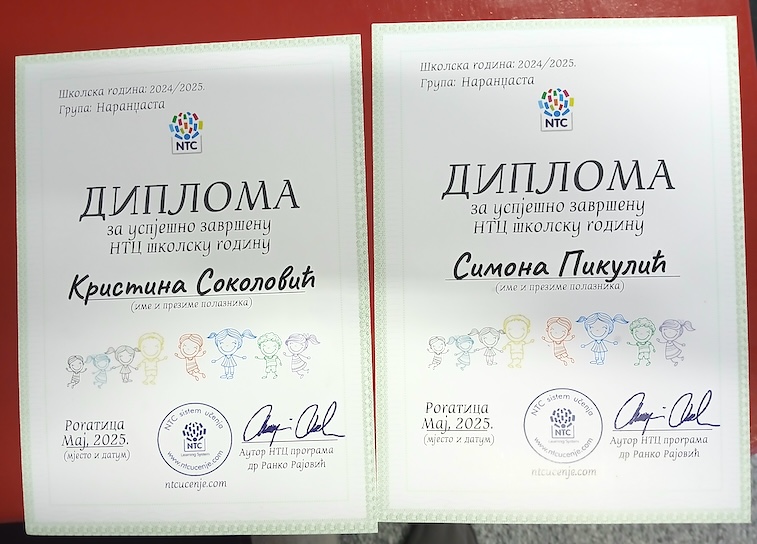 Школска година: 2024/2025.
Група: Наранџаста
NTC
ДИПЛОМА
за успјешно завршену
НТЦ школску годину
Кристина Соколовић
(име и презиме полазника)
Рогатица
Мај, 2025.
(мјесто и датум)
NTC sistem učenja
NTC
Learning System
www.ntcucenje.com
Аутор НТЦ програма
др Ранко Рајовић
ntcucenje.com
Школска година: 2024/2025.
Група: Наранџаста
NTC
ДИПЛОМА
за успјешно завршену
НТЦ школску годину
Симона Пикулић
(име и презиме полазника)
Рогатица
Мај, 2025.
(мјесто и датум)
NTC sistem učenja
NTC
Learning System
www.ntcucenje.com
Аутор НТЦ програма
др Ранко Рајовић
ntcucenje.com